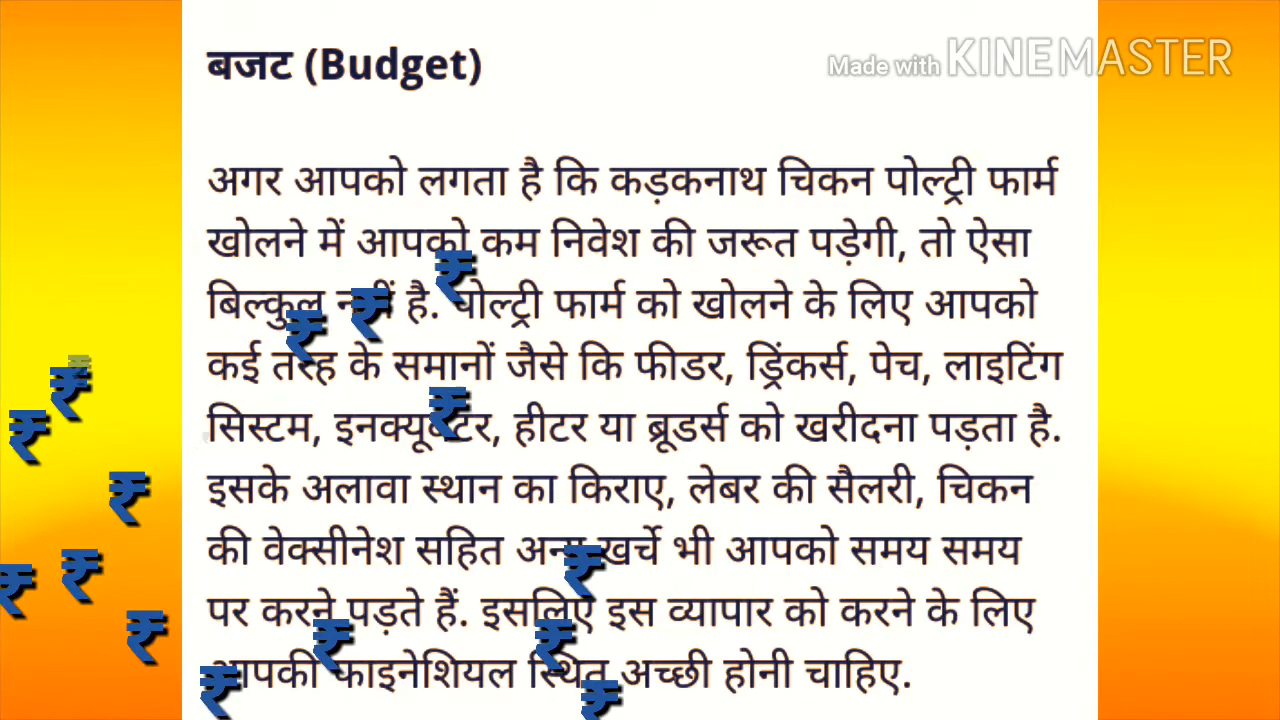 बजट (Budget)
Made with KINEMASTER
अगर आपको लगता है कि कड़कनाथ चिकन पोल्ट्री फार्म
खोलने में आपको कम निवेश की जरूत पड़ेगी, तो ऐसा
बिल्कुल नहीं है. पोल्ट्री फार्म को खोलने के लिए आपको
कई तरह के समानों जैसे कि फीडर, ड्रिंकर्स, पेच, लाइटिंग
सिस्टम, इनक्यूबेटर, हीटर या ब्रूडर्स को खरीदना पड़ता है.
इसके अलावा स्थान का किराए, लेबर की सैलरी, चिकन
की वेक्सीनेश सहित अन्य खर्चे भी आपको समय समय
पर करने पड़ते हैं. इसलिए इस व्यापार को करने के लिए
आपकी फाइनेशियल स्थित अच्छी होनी चाहिए.